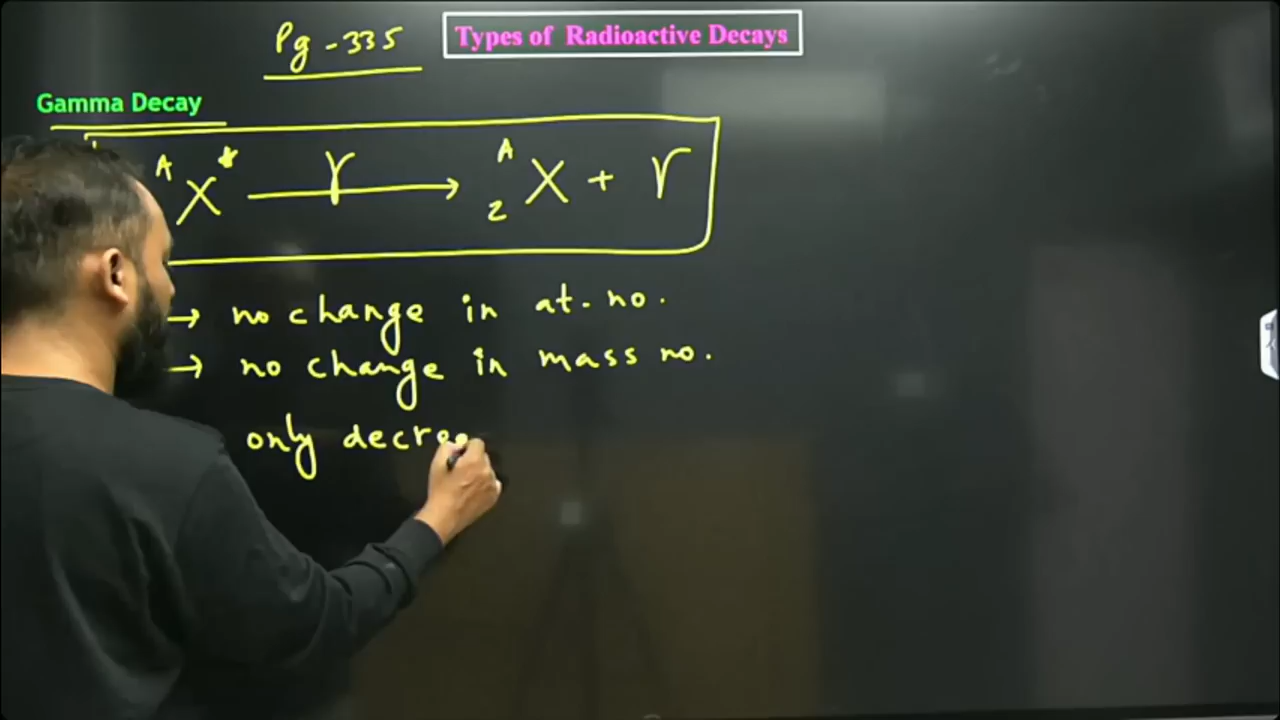 Pg - 335
Types of Radioactive Decays
Gamma Decay
A X* γ → A Z X + γ
→ no change in at. no.
→ no change in mass no.
only decrea